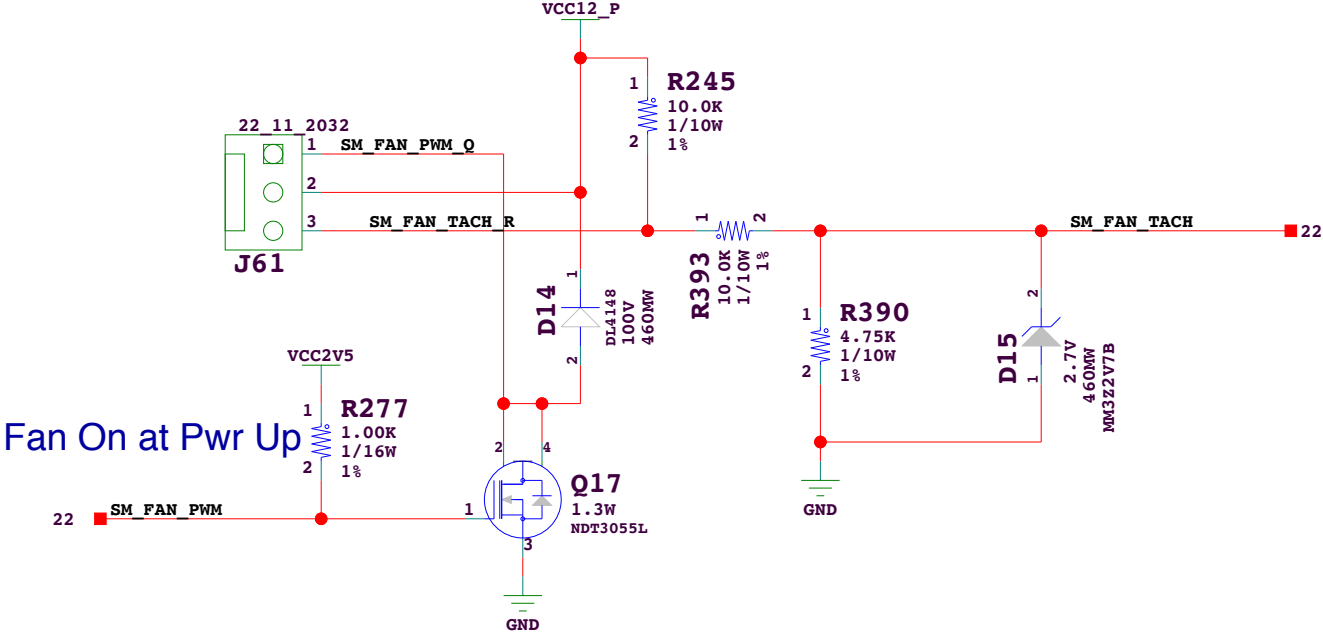 VCC12_P
1
R245
10.0K
1/10W
2
1%
22_11_2032
1
SM_FAN_PWM_Q
2
3
SM_FAN_TACH_R
J61
1
2
R393
10.0K
1/10W
1%
SM_FAN_TACH
22
1
D14
DL4148
100V
460MW
2
1
R390
4.75K
1/10W
2
1%
2
D15
1
2.7V
460MW
MM3Z2V7B
GND
VCC2V5
1
R277
Fan On at Pwr Up
1.00K
1/16W
2
1%
22
SM_FAN_PWM
1
2
4
Q17
1.3W
NDT3055L
3
GND